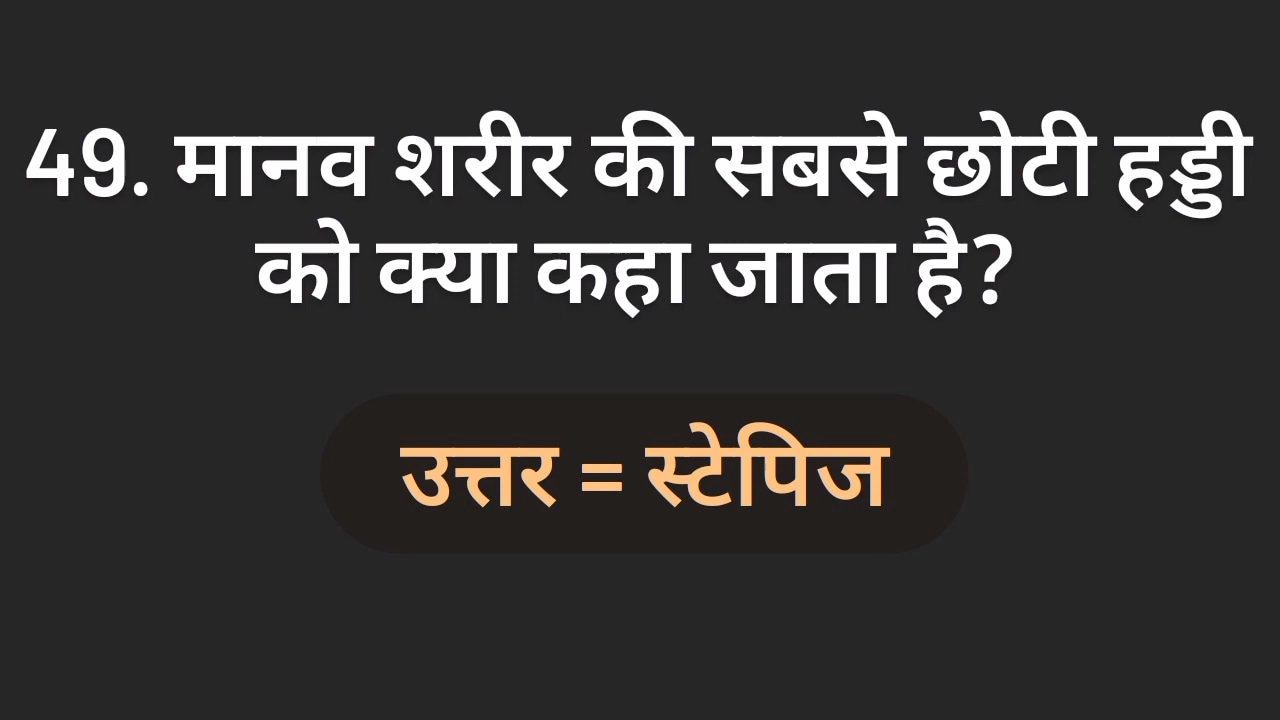 49. मानव शरीर की सबसे छोटी हड्डी
को क्या कहा जाता है?
उत्तर = स्टेपिज